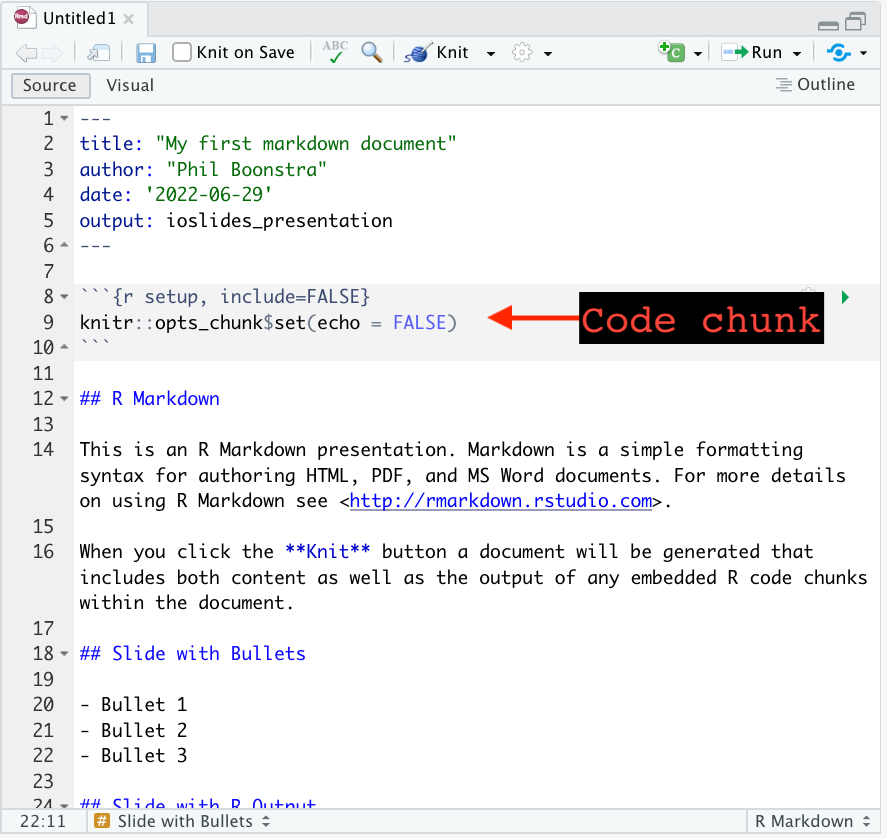 Untitled1
Knit on Save ABC Knit Run
Source Visual Outline
1 ---
2 title: "My first markdown document"
3 author: "Phil Boonstra"
4 date: '2022-06-29'
5 output: ioslides_presentation
6 ---
7
8 ```{r setup, include=FALSE}
9 knitr::opts_chunk$set(echo = FALSE) Code chunk
10 ```
11
12 ## R Markdown
13
14 This is an R Markdown presentation. Markdown is a simple formatting
syntax for authoring HTML, PDF, and MS Word documents. For more details
on using R Markdown see <http://rmarkdown.rstudio.com>.
15
16 When you click the **Knit** button a document will be generated that
includes both content as well as the output of any embedded R code chunks
within the document.
17
18 ## Slide with Bullets
19
20 - Bullet 1
21 - Bullet 2
22 - Bullet 3
23
24 ## Slide with R Output
22:11 # Slide with Bullets R Markdown